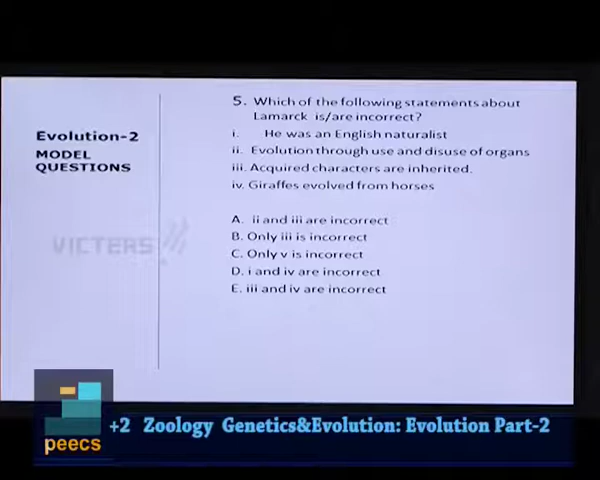 Evolution-2
MODEL
QUESTIONS
5. Which of the following statements about
Lamarck is/are incorrect?
i. He was an English naturalist
ii. Evolution through use and disuse of organs
iii. Acquired characters are inherited.
iv. Giraffes evolved from horses
A. ii and iii are incorrect
B. Only iii is incorrect
C. Only v is incorrect
D. i and iv are incorrect
E. iii and iv are incorrect
VICTERS
peecs
+2 Zoology Genetics&Evolution: Evolution Part-2